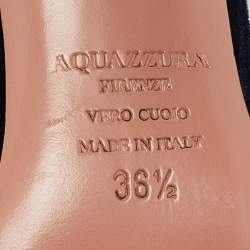 AQUAZZURA
FIRENZE
VERO CUOIO
MADE IN ITALY
36½